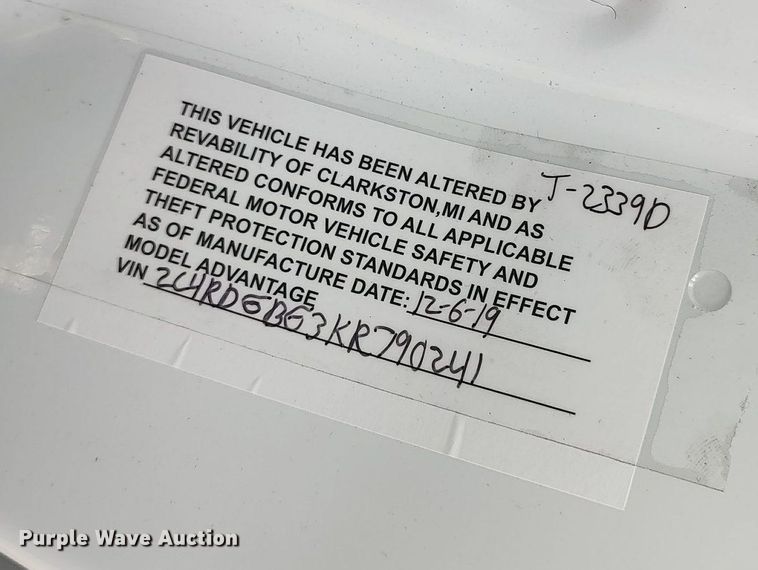 THIS VEHICLE HAS BEEN ALTERED BY
T-2339D
REVABILITY OF CLARKSTON,MI AND AS
ALTERED CONFORMS TO ALL APPLICABLE
FEDERAL MOTOR VEHICLE SAFETY AND
THEFT PROTECTION STANDARDS IN EFFECT
AS OF MANUFACTURE DATE: 12-6-19
MODEL ADVANTAGE
VIN 2C4RDGBG3KR790241
Purple Wave Auction